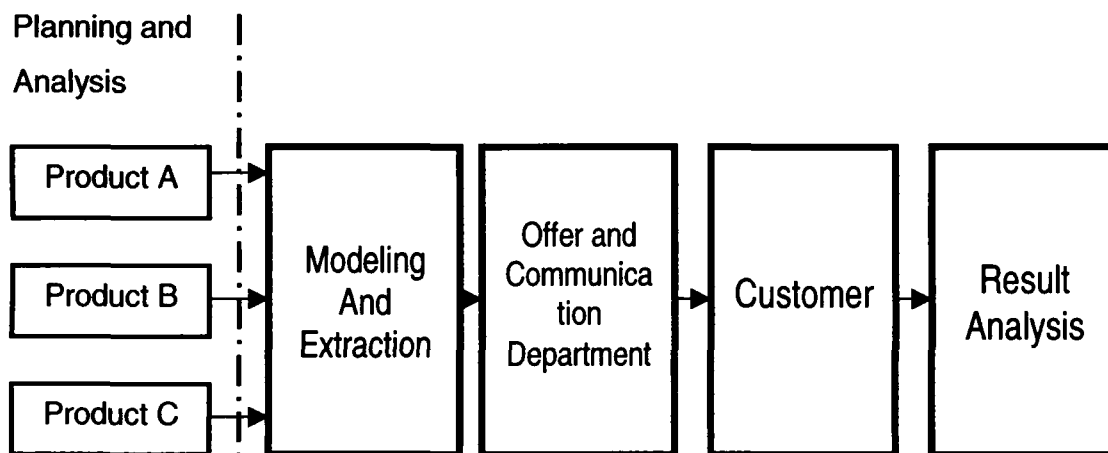 Planning and
Analysis
Product A
Product B
Product C
Modeling
And
Extraction
Offer and
Communica
tion
Department
Customer
Result
Analysis